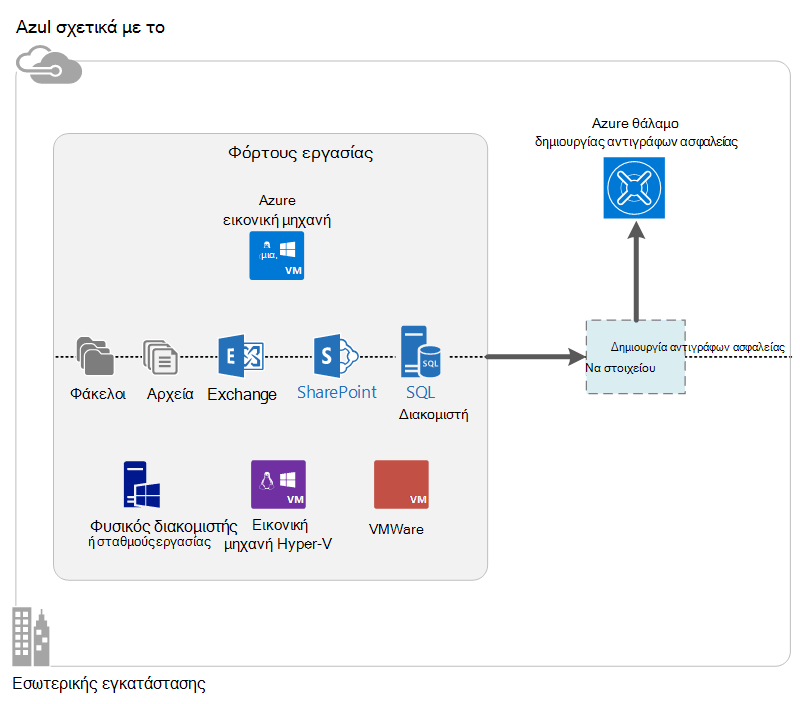 Azul σχετικά με το
Azure θάλαμο
δημιουργίας αντιγράφων ασφαλείας
Φόρτους εργασίας
Azure
εικονική μηχανή
μια,
VM
Δημιουργία αντιγράφων ασφαλείας
Να στοιχείου
E
S
SQL
Φάκελοι
Αρχεία
Exchange
SharePoint
SQL
Διακομιστή
VM
VM
Φυσικός διακομιστής
ή σταθμούς εργασίας
Εικονική
μηχανή Hyper-V
VMWare
Εσωτερικής εγκατάστασης